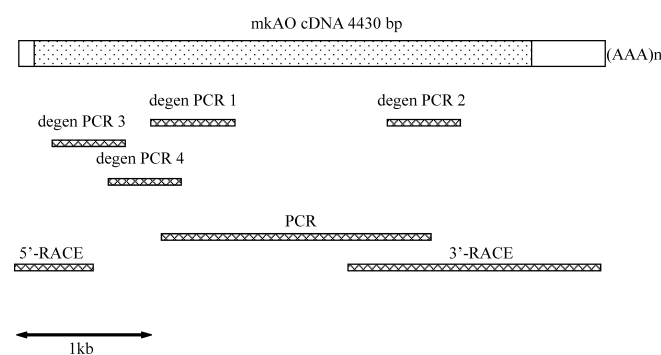 mkAO cDNA 4430 bp
(AAA)n
degen PCR 1
degen PCR 2
degen PCR 3
degen PCR 4
PCR
5’-RACE
3’-RACE
1kb